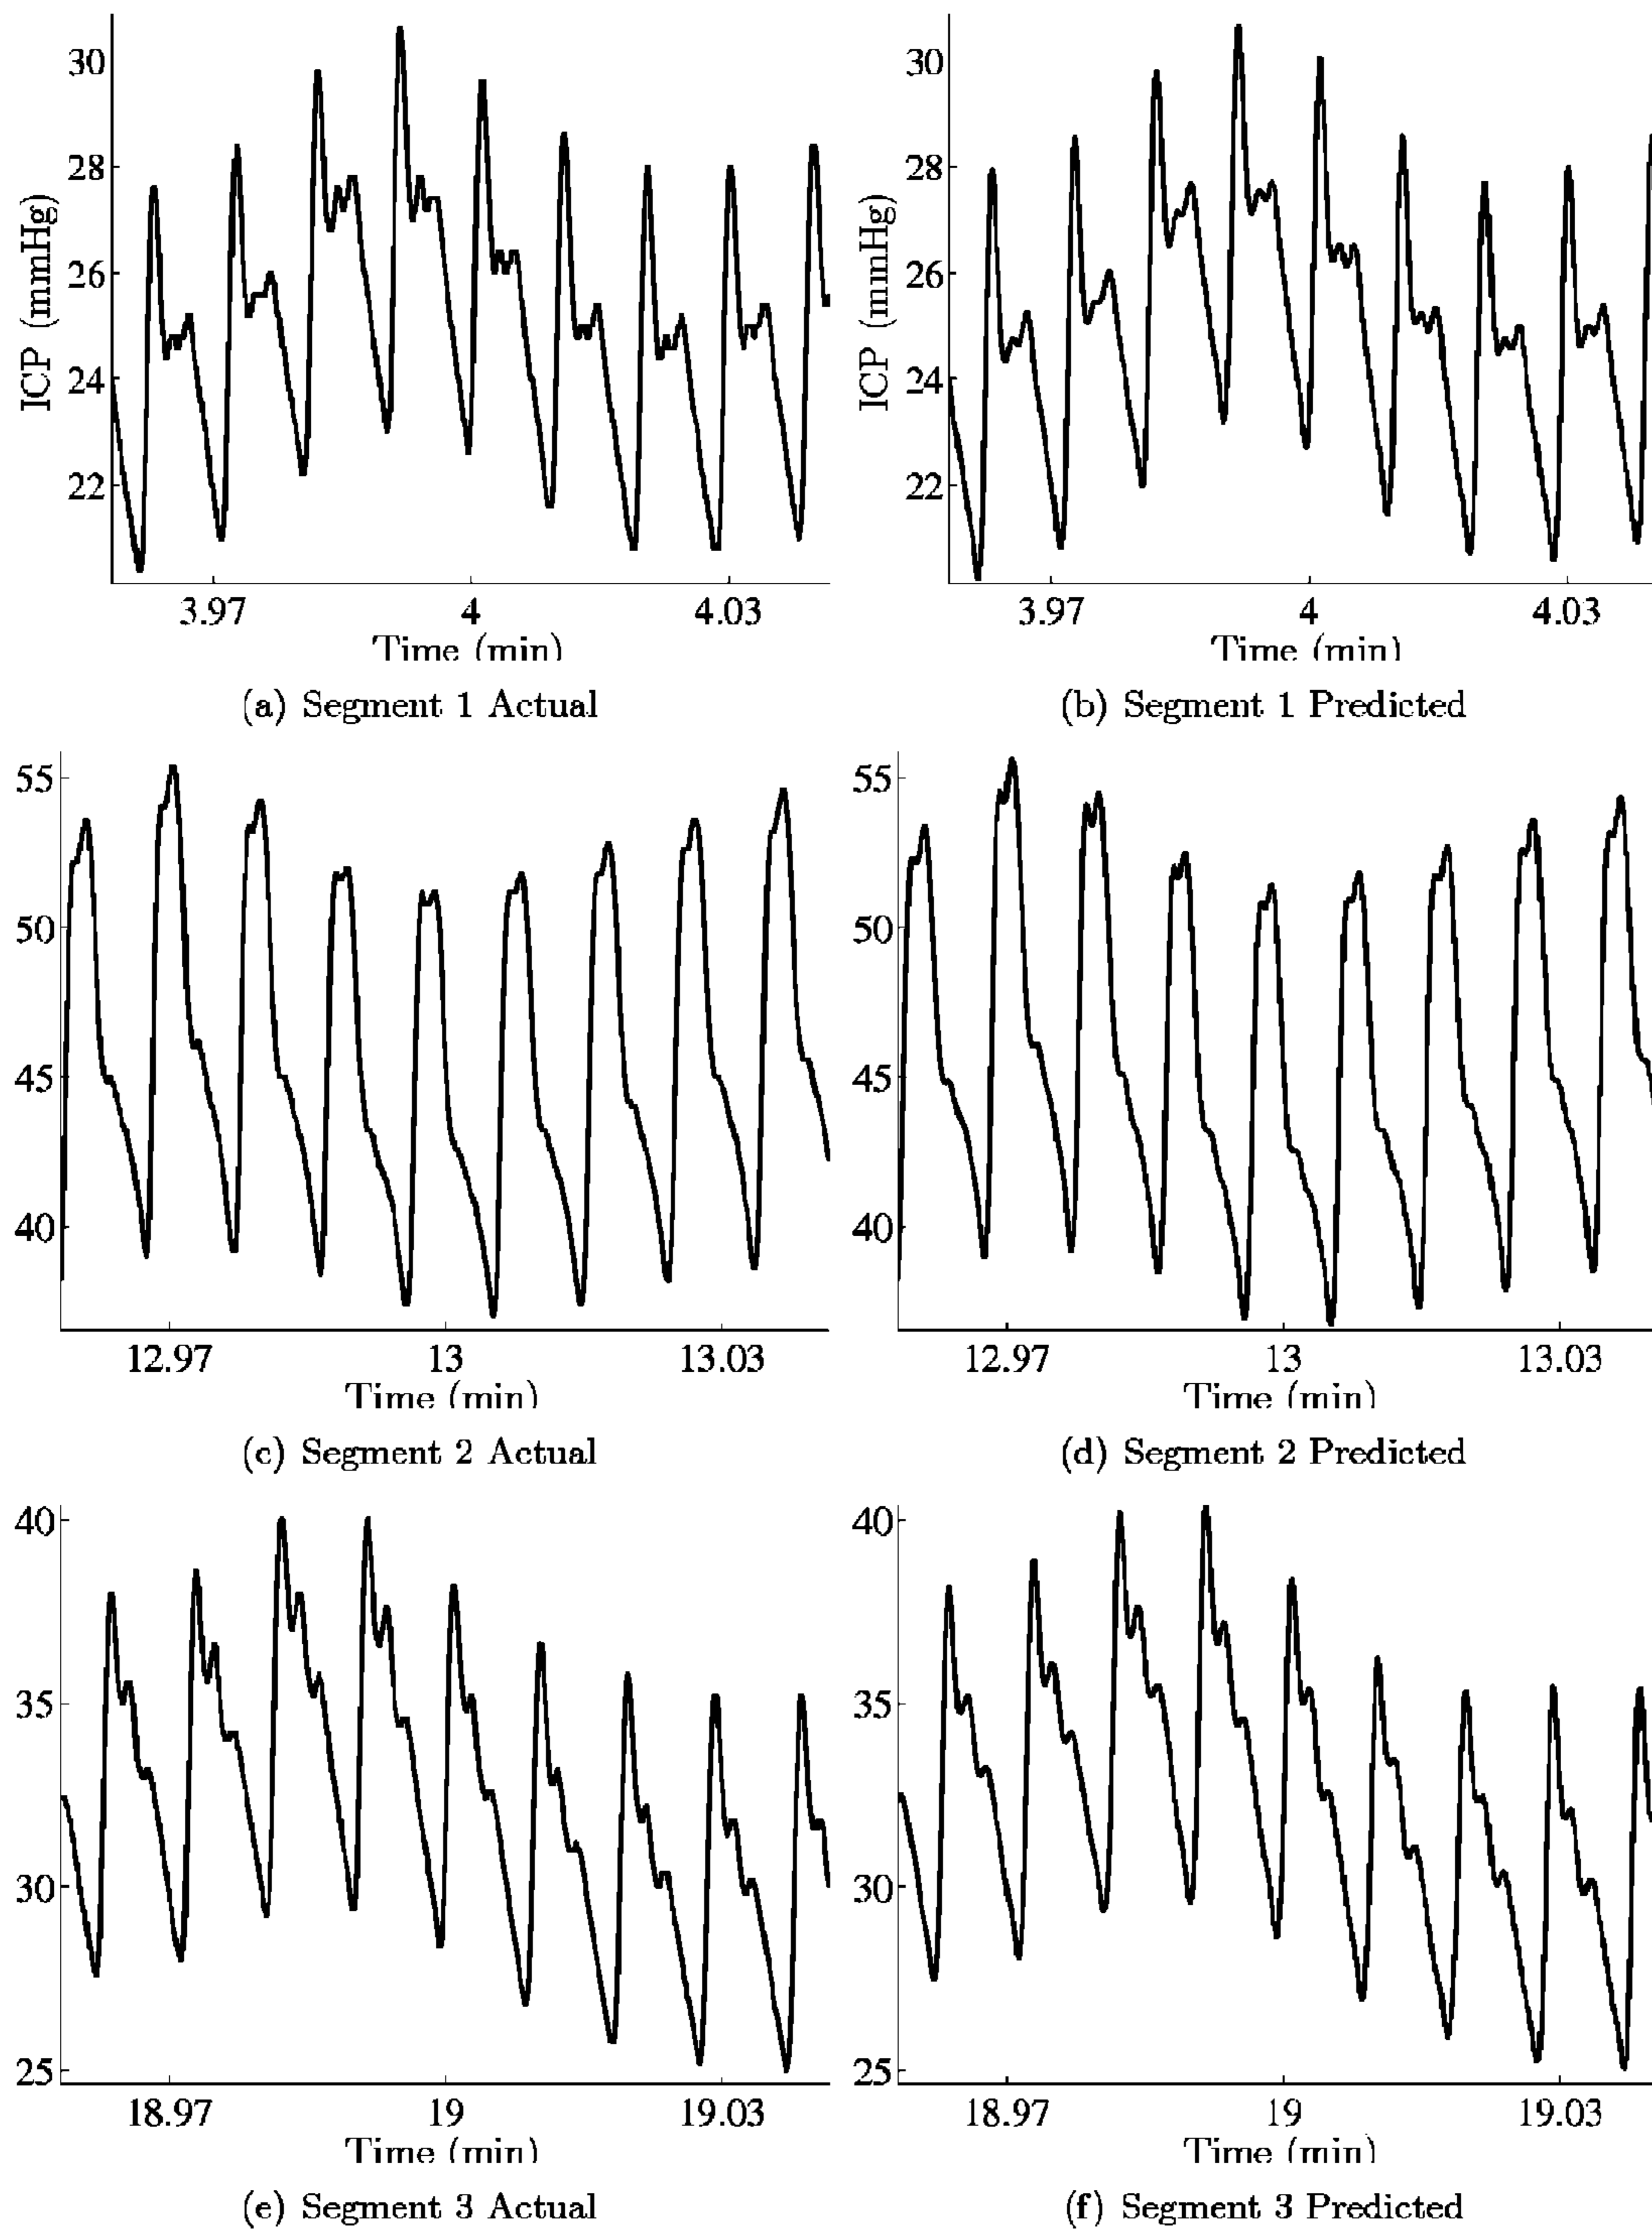 30 30
28 28
26 26
24 24
22 22
ICP (mmHg) ICP (mmHg)
3.97 4 4.03 3.97 4 4.03
Time (min) Time (min)
(a) Segment 1 Actual (b) Segment 1 Predicted
55 55
50 50
45 45
40 40
12.97 13 13.03 12.97 13 13.03
Time (min) Time (min)
(c) Segment 2 Actual (d) Segment 2 Predicted
40 40
35 35
30 30
25 25
18.97 19 19.03 18.97 19 19.03
Time (min) Time (min)
(e) Segment 3 Actual (f) Segment 3 Predicted